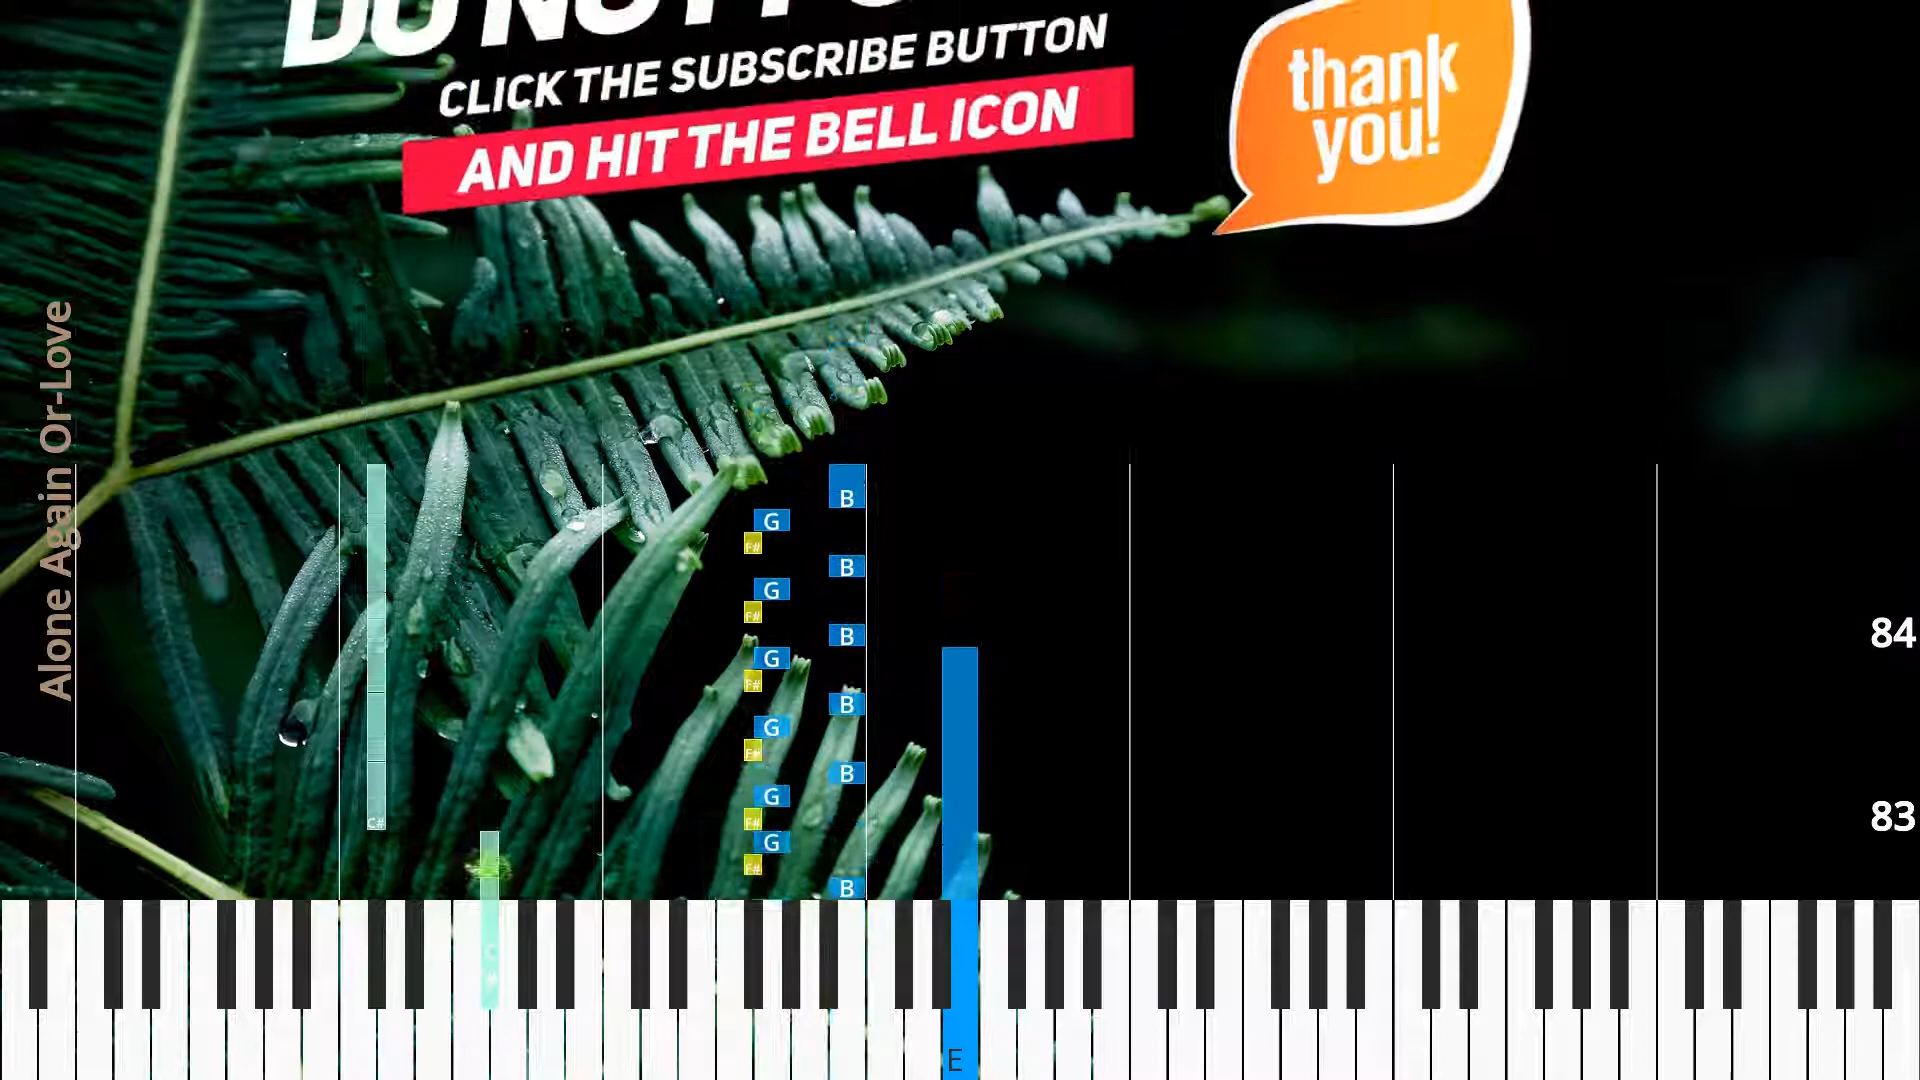 CLICK THE SUBSCRIBE BUTTON
AND HIT THE BELL ICON
thank
you!
Alone Again Or-Love
B
G
F#
B
G
F#
B
G
F#
B
G
F#
B
G
F#
G
F#
B
C#
84
83
C
#
E